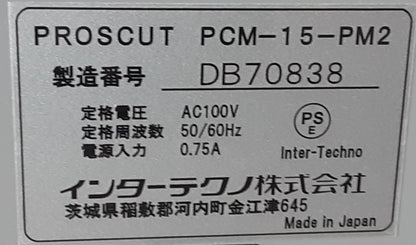 PROSCUT PCM-15-PM2
製造番号 DB70838
定格電圧 AC100V
定格周波数 50/60Hz
電源入力 0.75A
PS
E
Inter-Techno
インターテクノ株式会社
茨城県稲敷郡河内町金江津645
Made in Japan